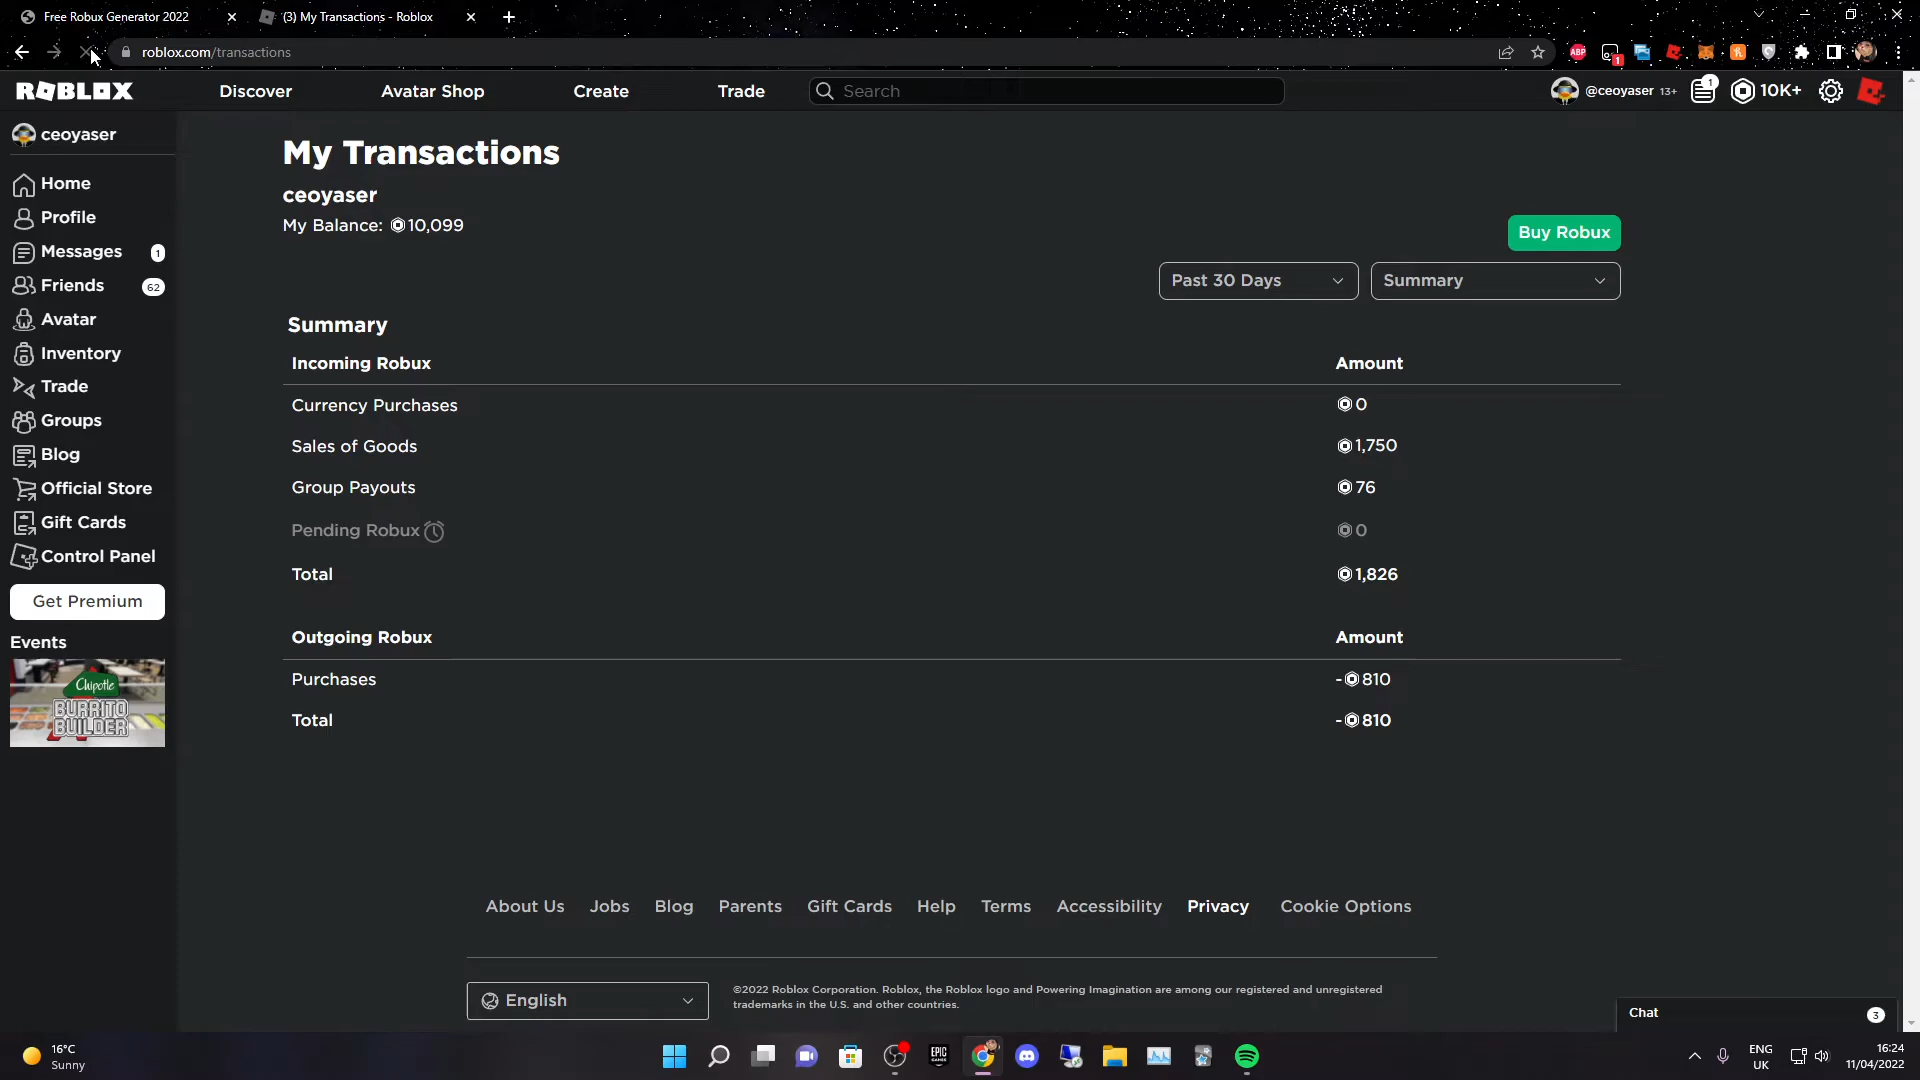 Free Robux Generator 2022
(3) My Transactions - Roblox
roblox.com/transactions
ABP
1
ROBLOX
Discover
Avatar Shop
Create
Trade
Search
@ceoyaser 13+
1
10K+
ceoyaser
Home
Profile
Messages 1
Friends 62
Avatar
Inventory
Trade
Groups
Blog
Official Store
Gift Cards
Control Panel
Get Premium
Events
Chipotle
BURRITO
BUILDER
My Transactions
ceoyaser
My Balance: 10,099
Buy Robux
Past 30 Days
Summary
Summary
Incoming Robux Amount
Currency Purchases 0
Sales of Goods 1,750
Group Payouts 76
Pending Robux 0
Total 1,826
Outgoing Robux Amount
Purchases -810
Total -810
About Us Jobs Blog Parents Gift Cards Help Terms Accessibility Privacy Cookie Options
English
©2022 Roblox Corporation. Roblox, the Roblox logo and Powering Imagination are among our registered and unregistered
trademarks in the U.S. and other countries.
Chat 3
16°C
Sunny
EPIC
GAMES
ENG
UK
16:24
11/04/2022